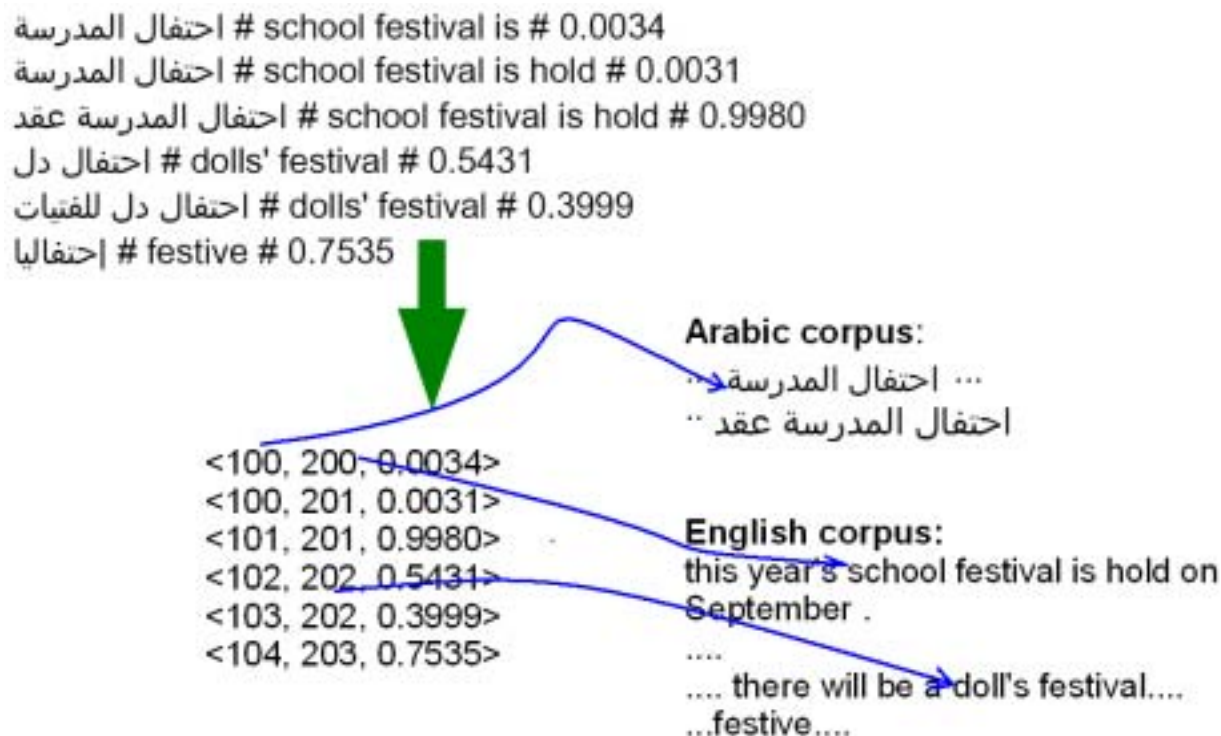 احتفال المدرسة # school festival is # 0.0034
احتفال المدرسة # school festival is hold # 0.0031
احتفال المدرسة عقد # school festival is hold # 0.9980
احتفال دل # dolls' festival # 0.5431
احتفال دل للفتيات # dolls' festival # 0.3999
إحتفاليا # festive # 0.7535
<100, 200, 0.0034>
<100, 201, 0.0031>
<101, 201, 0.9980>
<102, 202, 0.5431>
<103, 202, 0.3999>
<104, 203, 0.7535>
Arabic corpus:
... احتفال المدرسة ...
احتفال المدرسة عقد ..
English corpus:
this year's school festival is hold on
September .
....
.... there will be a doll's festival....
...festive....